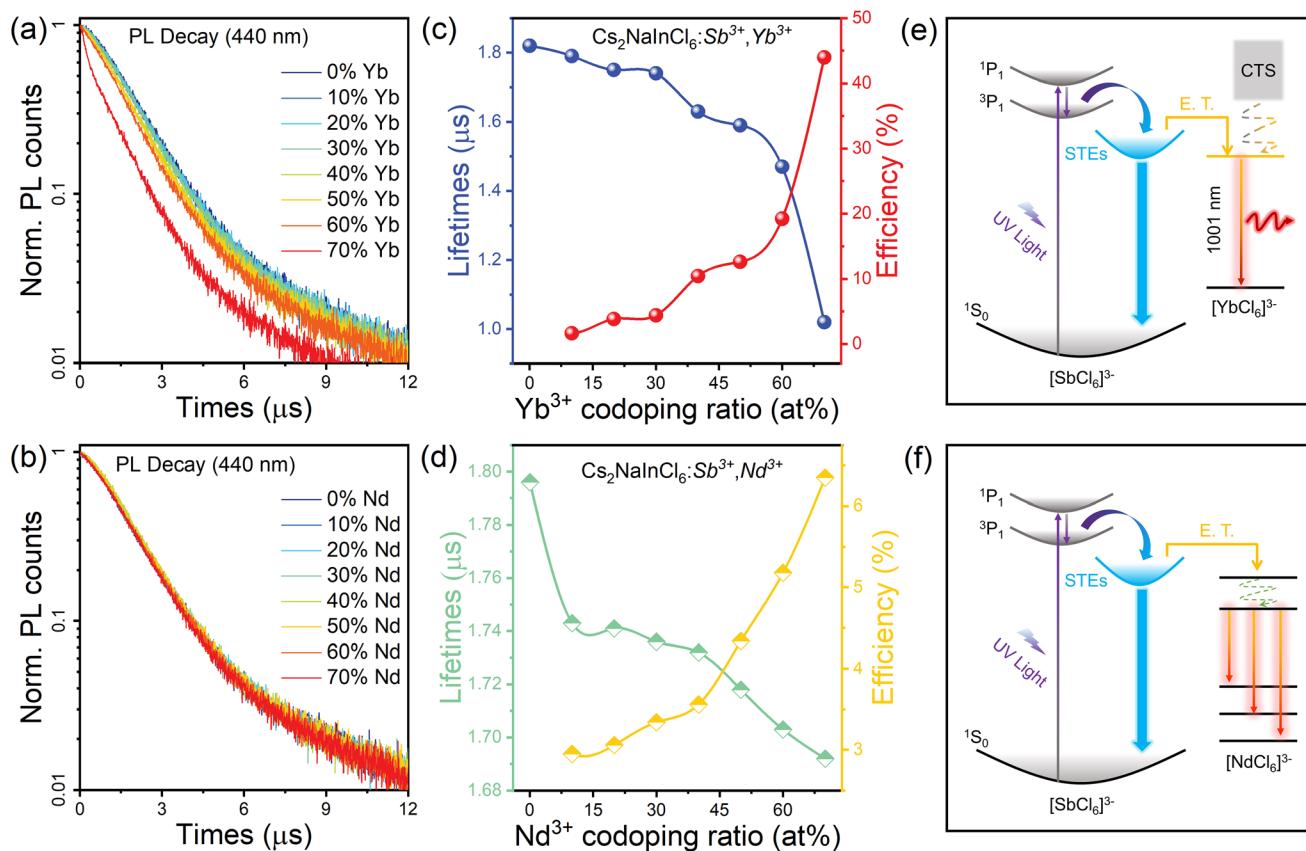 (a)
PL Decay (440 nm)
0% Yb
10% Yb
20% Yb
30% Yb
40% Yb
50% Yb
60% Yb
70% Yb
Norm. PL counts
1
0.1
0.01
0
3
6
9
12
Times (μs)
(c)
Cs₂NaInCl₆:Sb³⁺,Yb³⁺
Lifetimes (μs)
1.8
1.6
1.4
1.2
1.0
Efficiency (%)
50
40
30
20
10
0
0
15
30
45
60
Yb³⁺ codoping ratio (at%)
(e)
¹P₁
³P₁
STEs
E. T.
CTS
UV Light
1001 nm
¹S₀
[SbCl₆]³⁻
[YbCl₆]³⁻
(b)
PL Decay (440 nm)
0% Nd
10% Nd
20% Nd
30% Nd
40% Nd
50% Nd
60% Nd
70% Nd
Norm. PL counts
1
0.1
0.01
0
3
6
9
12
Times (μs)
(d)
Cs₂NaInCl₆:Sb³⁺,Nd³⁺
Lifetimes (μs)
1.80
1.78
1.76
1.74
1.72
1.70
1.68
Efficiency (%)
6
5
4
3
0
15
30
45
60
Nd³⁺ codoping ratio (at%)
(f)
¹P₁
³P₁
STEs
E. T.
UV Light
¹S₀
[SbCl₆]³⁻
[NdCl₆]³⁻